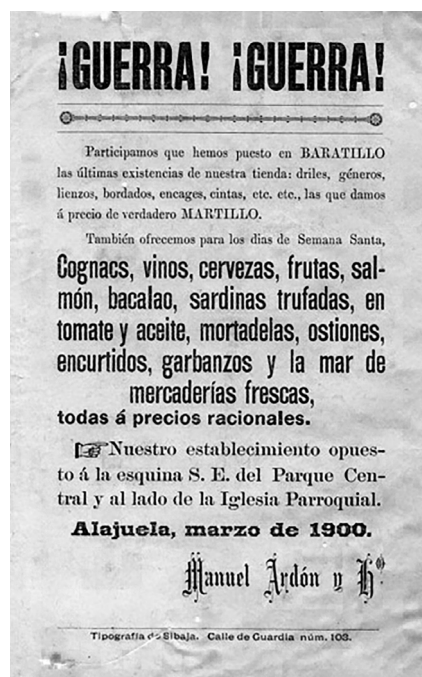 ¡GUERRA! ¡GUERRA!
Participamos que hemos puesto en BARATILLO
las últimas existencias de nuestra tienda: driles, géneros,
lienzos, bordados, encages, cintas, etc. etc., las que damos
á precio de verdadero MARTILLO.
También ofrecemos para los dias de Semana Santa,
Cognacs, vinos, cervezas, frutas, sal-
món, bacalao, sardinas trufadas, en
tomate y aceite, mortadelas, ostiones,
encurtidos, garbanzos y la mar de
mercaderías frescas,
todas á precios racionales.
☞Nuestro establecimiento opues-
to á la esquina S. E. del Parque Cen-
tral y al lado de la Iglesia Parroquial.
Alajuela, marzo de 1900.
Manuel Ardón y Hº
Tipografía de Sibaja. Calle de Guardia núm. 103.